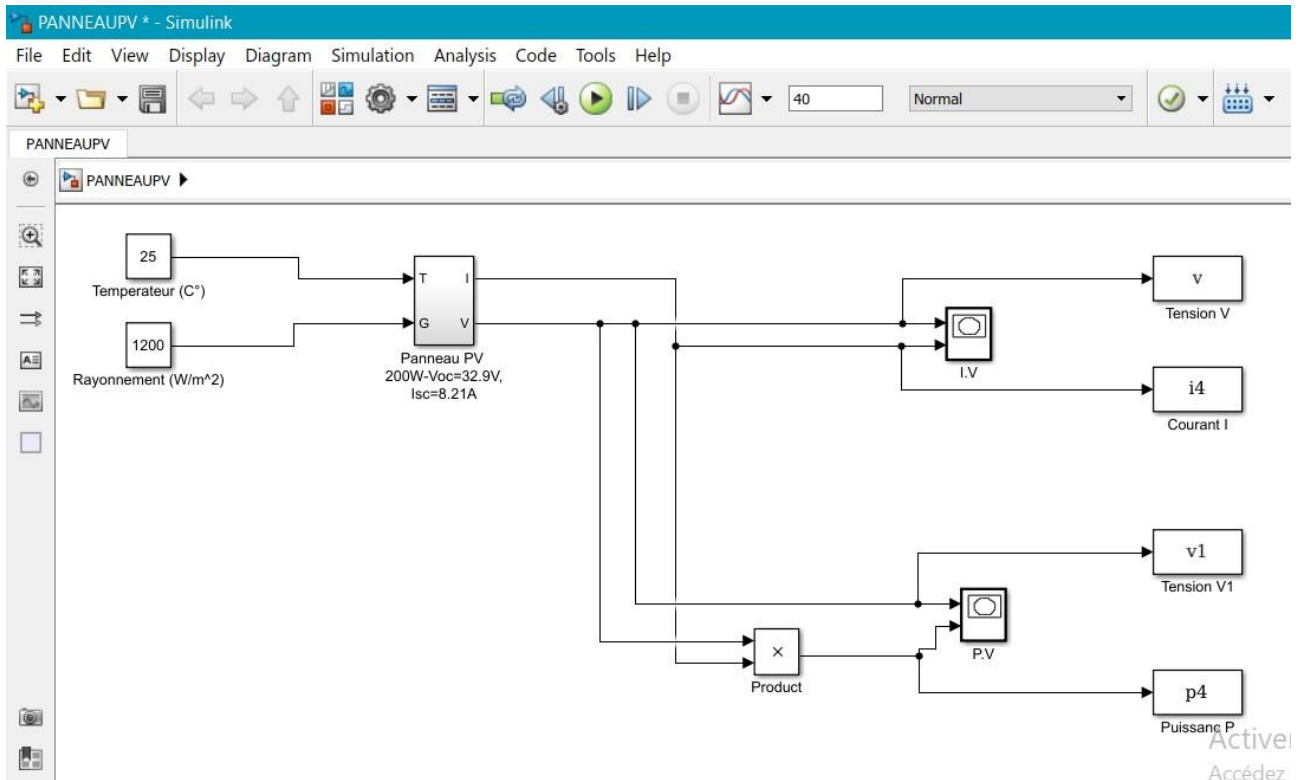 PANNEAUPV * - Simulink
File Edit View Display Diagram Simulation Analysis Code Tools Help
40 Normal
PANNEAUPV
PANNEAUPV
25
Temperateur (C°)
1200
Rayonnement (W/m^2)
T I
G V
Panneau PV
200W-Voc=32.9V,
Isc=8.21A
I.V
v
Tension V
i4
Courant I
v1
Tension V1
P.V
×
Product
p4
Puissanc P
Activer
Accédez